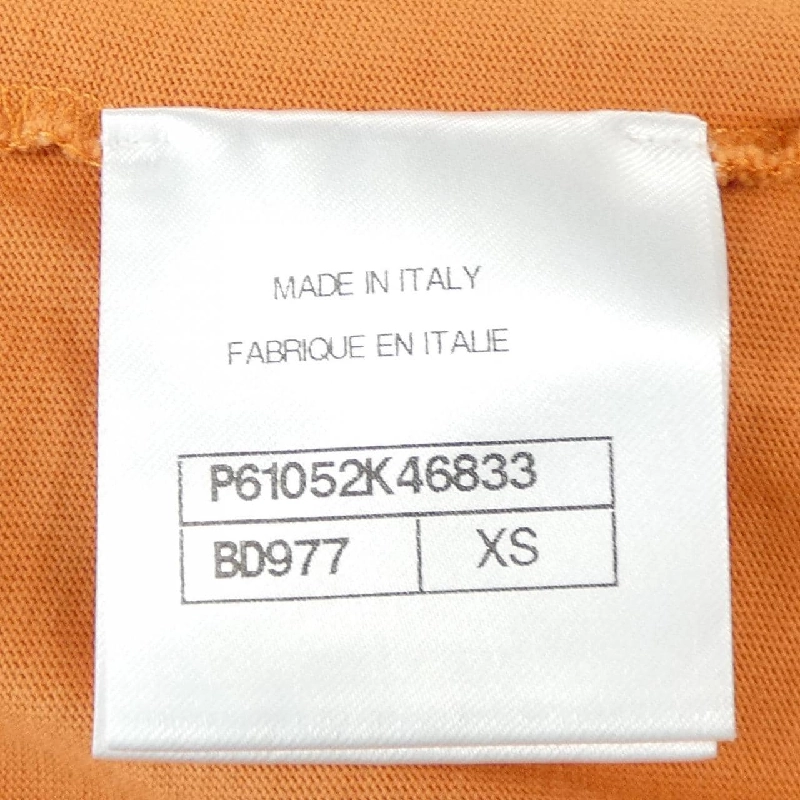 MADE IN ITALY
FABRIQUE EN ITALIE
P61052K46833
BD977 XS